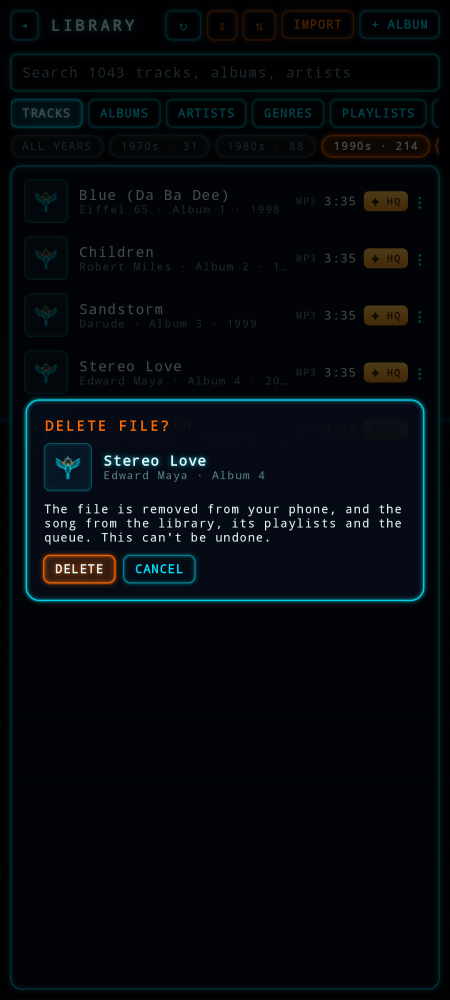 ◂ LIBRARY ↻ ⇩ ⇅ IMPORT + ALBUM
Search 1043 tracks, albums, artists
TRACKS ALBUMS ARTISTS GENRES PLAYLISTS
ALL YEARS 1970s · 31 1980s · 88 1990s · 214
Blue (Da Ba Dee)
Eiffel 65 · Album 1 · 1998
MP3 3:35 ✦ HQ
Children
Robert Miles · Album 2 · 1…
MP3 3:35 ✦ HQ
Sandstorm
Darude · Album 3 · 1999
MP3 3:35 ✦ HQ
Stereo Love
Edward Maya · Album 4 · 20…
MP3 3:35 ✦ HQ
DELETE FILE?
Stereo Love
Edward Maya · Album 4
The file is removed from your phone, and the
song from the library, its playlists and the
queue. This can't be undone.
DELETE CANCEL